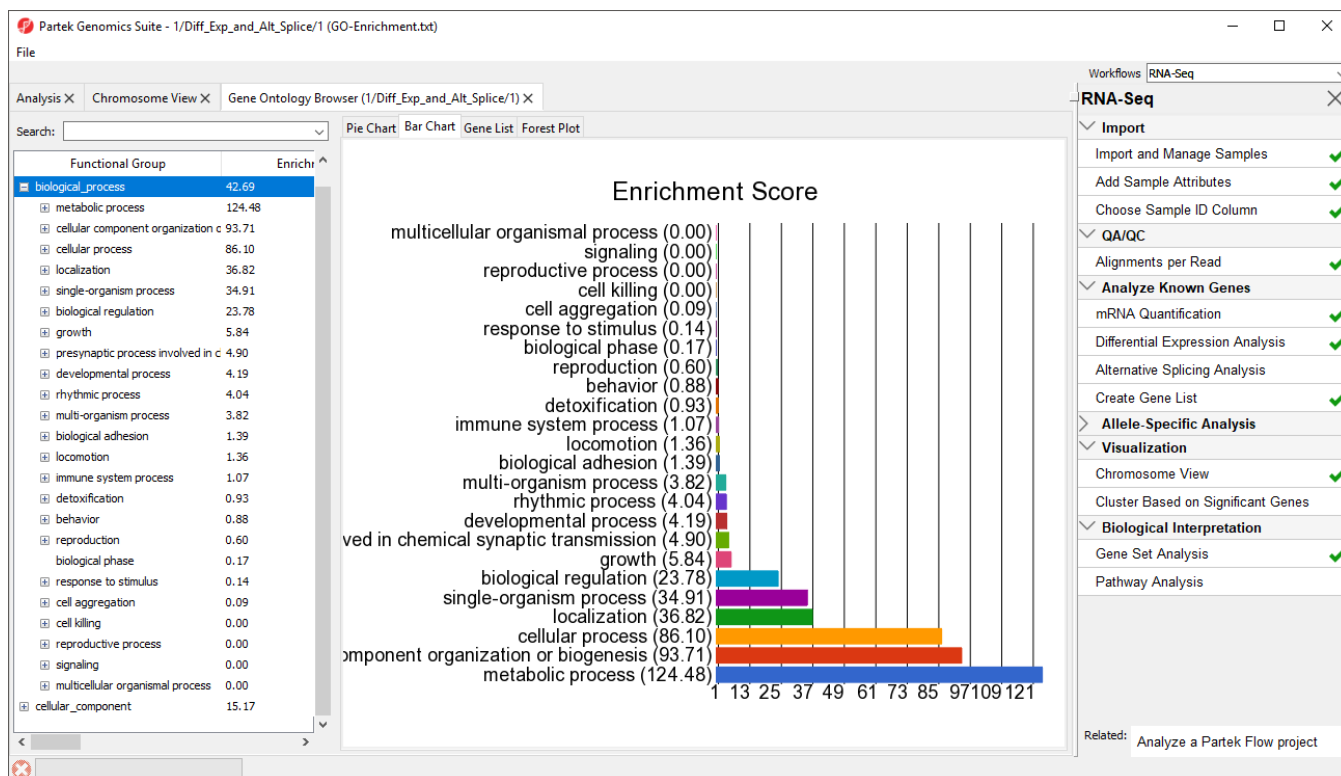 Partek Genomics Suite - 1/Diff_Exp_and_Alt_Splice/1 (GO-Enrichment.txt)
File
Workflows RNA-Seq
Analysis Chromosome View Gene Ontology Browser (1/Diff_Exp_and_Alt_Splice/1)
Search:
Functional Group Enrichr
biological_process 42.69
metabolic process 124.48
cellular component organization c 93.71
cellular process 86.10
localization 36.82
single-organism process 34.91
biological regulation 23.78
growth 5.84
presynaptic process involved in c 4.90
developmental process 4.19
rhythmic process 4.04
multi-organism process 3.82
biological adhesion 1.39
locomotion 1.36
immune system process 1.07
detoxification 0.93
behavior 0.88
reproduction 0.60
biological phase 0.17
response to stimulus 0.14
cell aggregation 0.09
cell killing 0.00
reproductive process 0.00
signaling 0.00
multicellular organismal process 0.00
cellular_component 15.17
Pie Chart Bar Chart Gene List Forest Plot
Enrichment Score
multicellular organismal process (0.00)
signaling (0.00)
reproductive process (0.00)
cell killing (0.00)
cell aggregation (0.09)
response to stimulus (0.14)
biological phase (0.17)
reproduction (0.60)
behavior (0.88)
detoxification (0.93)
immune system process (1.07)
locomotion (1.36)
biological adhesion (1.39)
multi-organism process (3.82)
rhythmic process (4.04)
developmental process (4.19)
ved in chemical synaptic transmission (4.90)
growth (5.84)
biological regulation (23.78)
single-organism process (34.91)
localization (36.82)
cellular process (86.10)
omponent organization or biogenesis (93.71)
metabolic process (124.48)
1 13 25 37 49 61 73 85 97 109 121
RNA-Seq
Import
Import and Manage Samples
Add Sample Attributes
Choose Sample ID Column
QA/QC
Alignments per Read
Analyze Known Genes
mRNA Quantification
Differential Expression Analysis
Alternative Splicing Analysis
Create Gene List
Allele-Specific Analysis
Visualization
Chromosome View
Cluster Based on Significant Genes
Biological Interpretation
Gene Set Analysis
Pathway Analysis
Related: Analyze a Partek Flow project